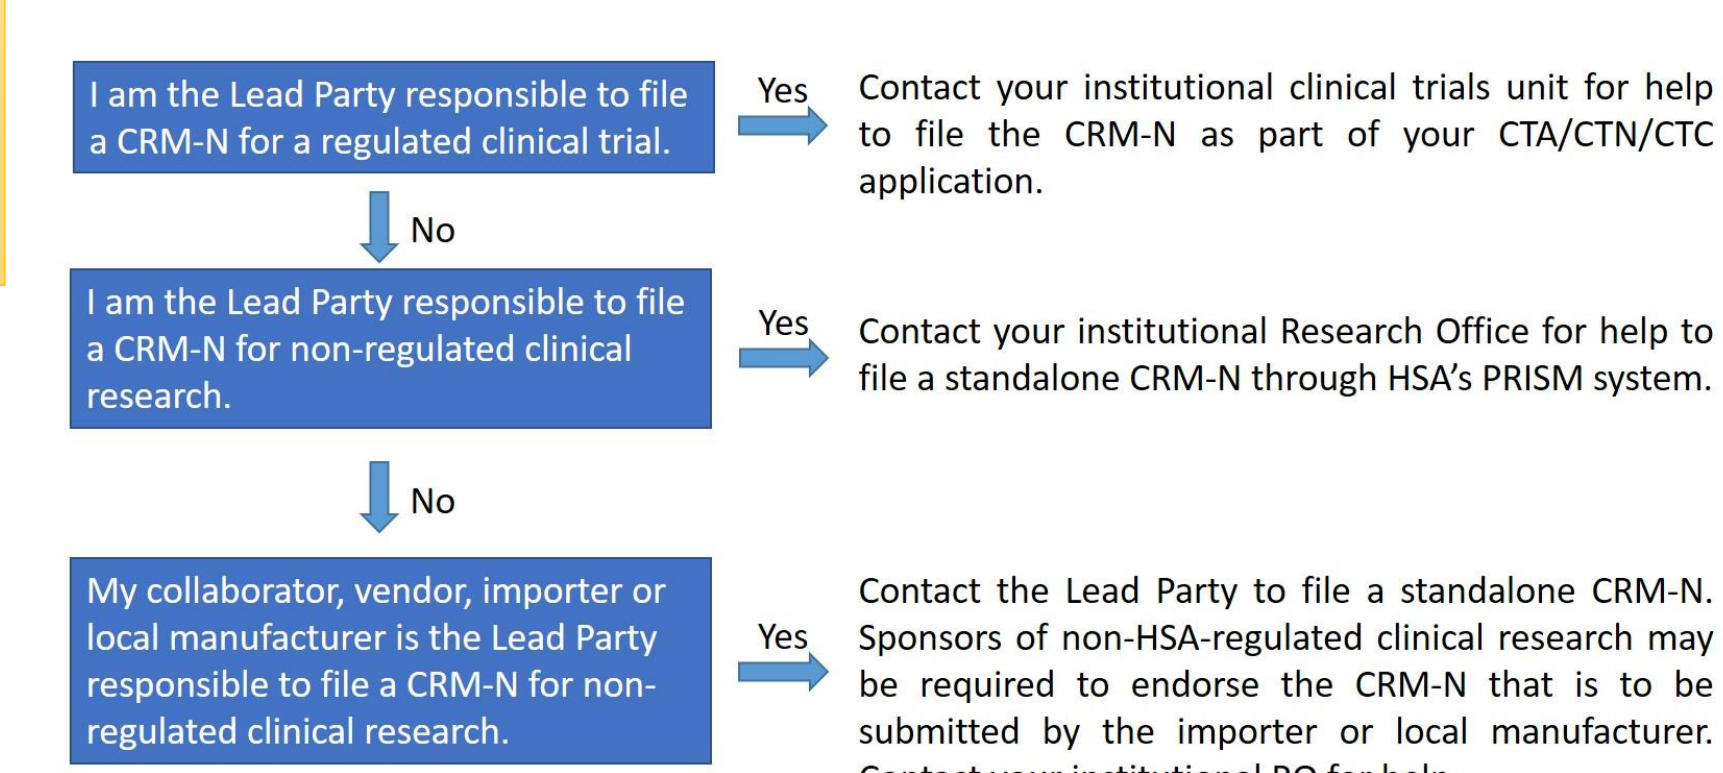 I am the Lead Party responsible to file
a CRM-N for a regulated clinical trial.
Yes
Contact your institutional clinical trials unit for help
to file the CRM-N as part of your CTA/CTN/CTC
application.
No
I am the Lead Party responsible to file
a CRM-N for non-regulated clinical
research.
Yes
Contact your institutional Research Office for help to
file a standalone CRM-N through HSA’s PRISM system.
No
My collaborator, vendor, importer or
local manufacturer is the Lead Party
responsible to file a CRM-N for non-
regulated clinical research.
Yes
Contact the Lead Party to file a standalone CRM-N.
Sponsors of non-HSA-regulated clinical research may
be required to endorse the CRM-N that is to be
submitted by the importer or local manufacturer.
Contact your institutional RO for help